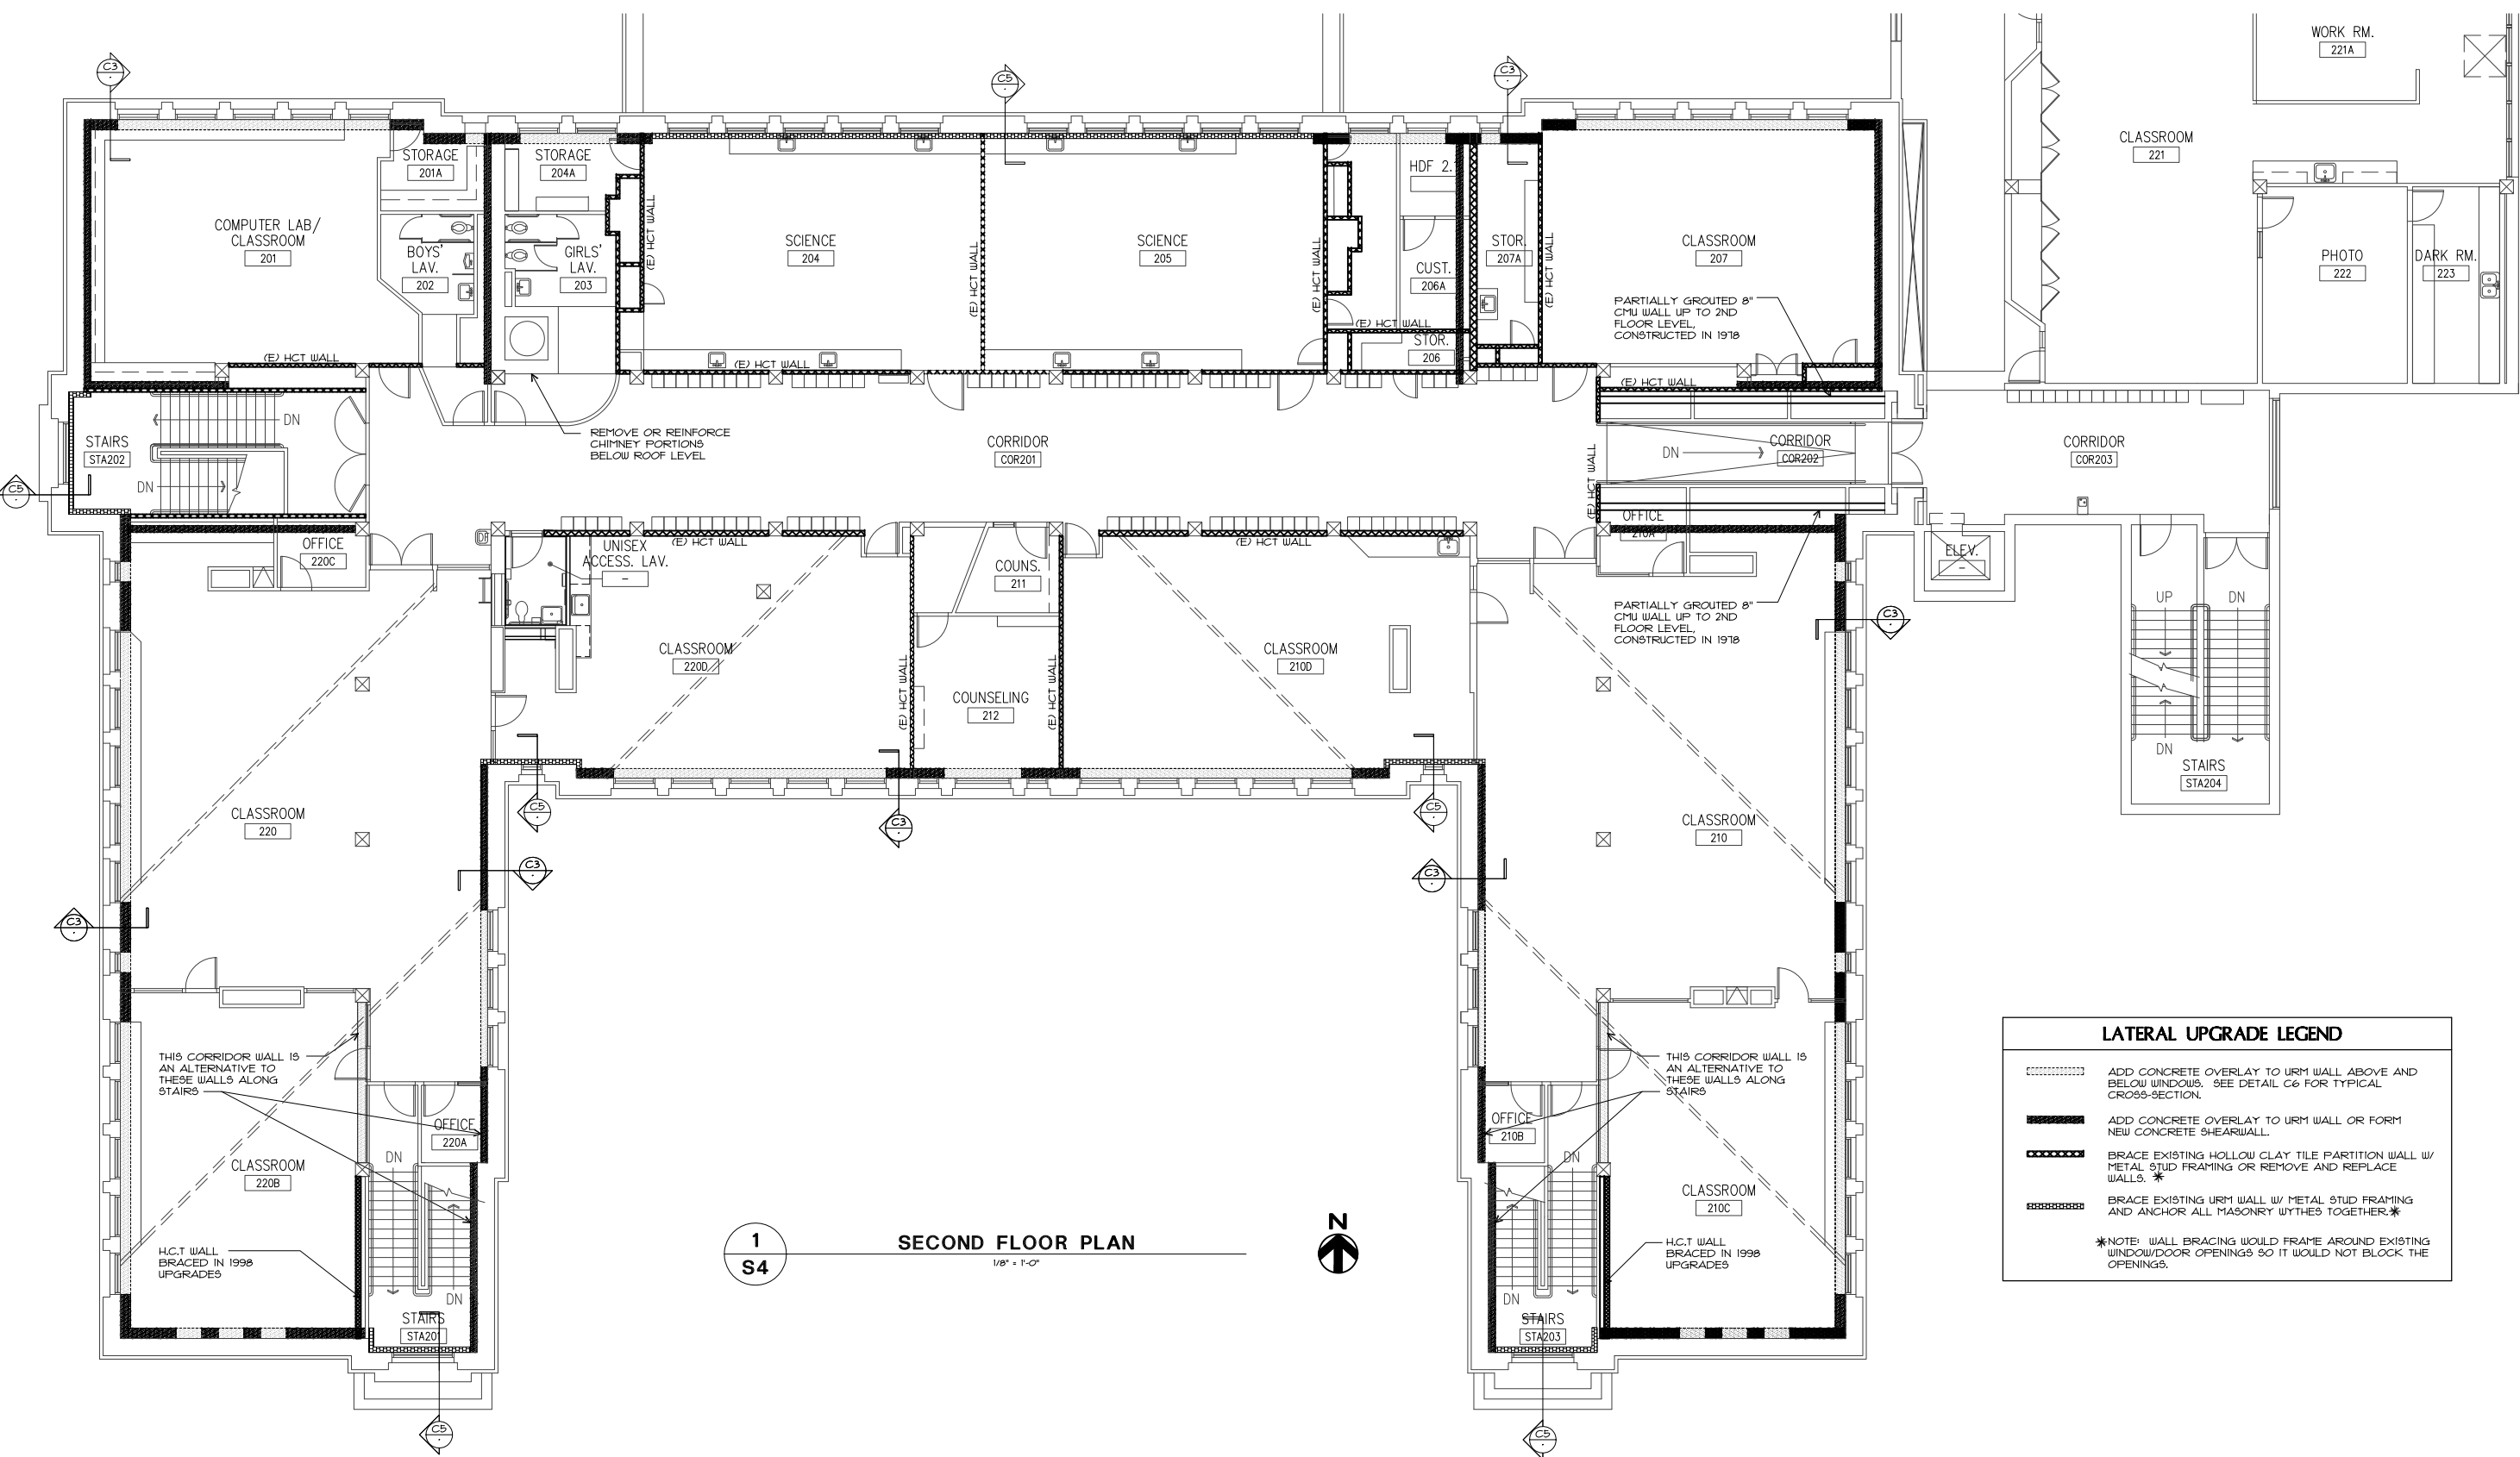 C3
.
C5
.
C3
.
WORK RM.
221A
CLASSROOM
221
STORAGE
201A
STORAGE
204A
HDF 2.
COMPUTER LAB/
CLASSROOM
201
BOYS'
LAV.
202
GIRLS'
LAV.
203
(E) HCT WALL
SCIENCE
204
(E) HCT WALL
SCIENCE
205
(E) HCT WALL
CUST.
206A
STOR.
207A
(E) HCT WALL
CLASSROOM
207
PHOTO
222
DARK RM.
223
PARTIALLY GROUTED 8"
CMU WALL UP TO 2ND
FLOOR LEVEL,
CONSTRUCTED IN 1978
(E) HCT WALL
(E) HCT WALL
(E) HCT WALL
STOR.
206
(E) HCT WALL
DN
STAIRS
STA202
DN
C5
.
REMOVE OR REINFORCE
CHIMNEY PORTIONS
BELOW ROOF LEVEL
CORRIDOR
COR201
(E) HCT WALL
DN
CORRIDOR
COR202
CORRIDOR
COR203
OFFICE
220C
DF
UNISEX
ACCESS. LAV.
-
(E) HCT WALL
COUNS.
211
(E) HCT WALL
OFFICE
210A
ELEV.
-
PARTIALLY GROUTED 8"
CMU WALL UP TO 2ND
FLOOR LEVEL,
CONSTRUCTED IN 1978
C3
.
UP
DN
DN
STAIRS
STA204
CLASSROOM
220D
(E) HCT WALL
COUNSELING
212
(E) HCT WALL
CLASSROOM
210D
C5
.
C3
.
C5
.
CLASSROOM
220
CLASSROOM
210
C3
.
C3
.
C3
.
THIS CORRIDOR WALL IS
AN ALTERNATIVE TO
THESE WALLS ALONG
STAIRS
OFFICE
220A
CLASSROOM
220B
DN
DN
H.C.T WALL
BRACED IN 1998
UPGRADES
STAIRS
STA201
C5
.
1
S4
SECOND FLOOR PLAN
1/8" = 1'-0"
N
OFFICE
210B
THIS CORRIDOR WALL IS
AN ALTERNATIVE TO
THESE WALLS ALONG
STAIRS
DN
DN
CLASSROOM
210C
H.C.T WALL
BRACED IN 1998
UPGRADES
STAIRS
STA203
C5
.
LATERAL UPGRADE LEGEND
ADD CONCRETE OVERLAY TO URM WALL ABOVE AND
BELOW WINDOWS. SEE DETAIL C6 FOR TYPICAL
CROSS-SECTION.
ADD CONCRETE OVERLAY TO URM WALL OR FORM
NEW CONCRETE SHEARWALL.
BRACE EXISTING HOLLOW CLAY TILE PARTITION WALL W/
METAL STUD FRAMING OR REMOVE AND REPLACE
WALLS. *
BRACE EXISTING URM WALL W/ METAL STUD FRAMING
AND ANCHOR ALL MASONRY WYTHES TOGETHER.*
*NOTE: WALL BRACING WOULD FRAME AROUND EXISTING
WINDOW/DOOR OPENINGS SO IT WOULD NOT BLOCK THE
OPENINGS.